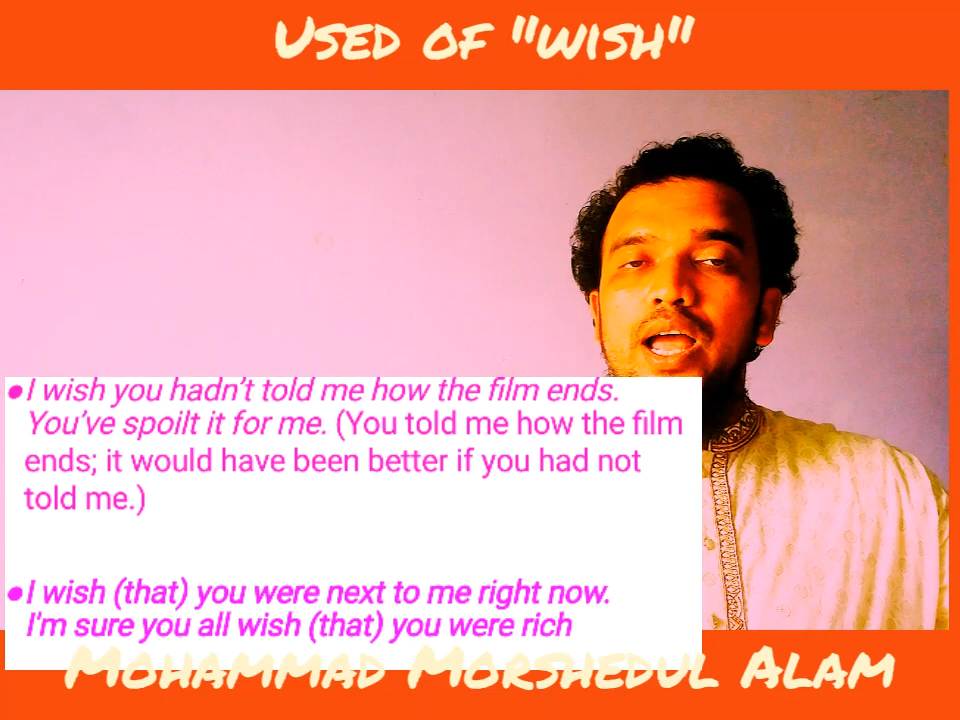 USED OF "WISH"
●I wish you hadn’t told me how the film ends.
You’ve spoilt it for me. (You told me how the film
ends; it would have been better if you had not
told me.)
●I wish (that) you were next to me right now.
I'm sure you all wish (that) you were rich
MOHAMMAD MORSHEDUL ALAM